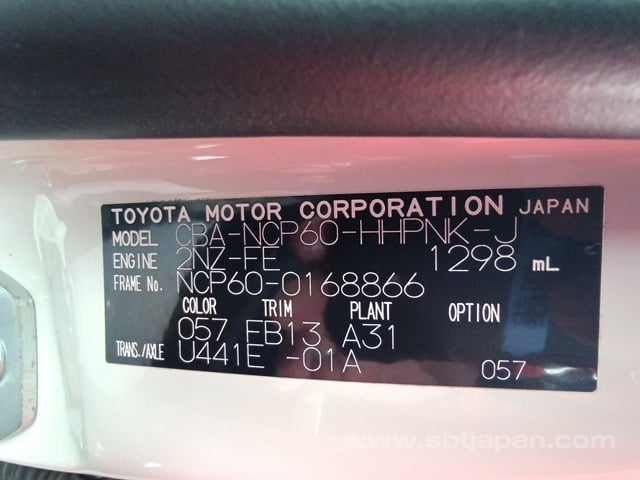 TOYOTA MOTOR CORPORATION JAPAN
MODEL CBA-NCP60-HHPNK-J
ENGINE 2NZ-FE 1298 mL
FRAME No. NCP60-0168866
COLOR TRIM PLANT OPTION
057 EB13 A31
TRANS./AXLE U441E -01A
057
www.sbtjapan.com